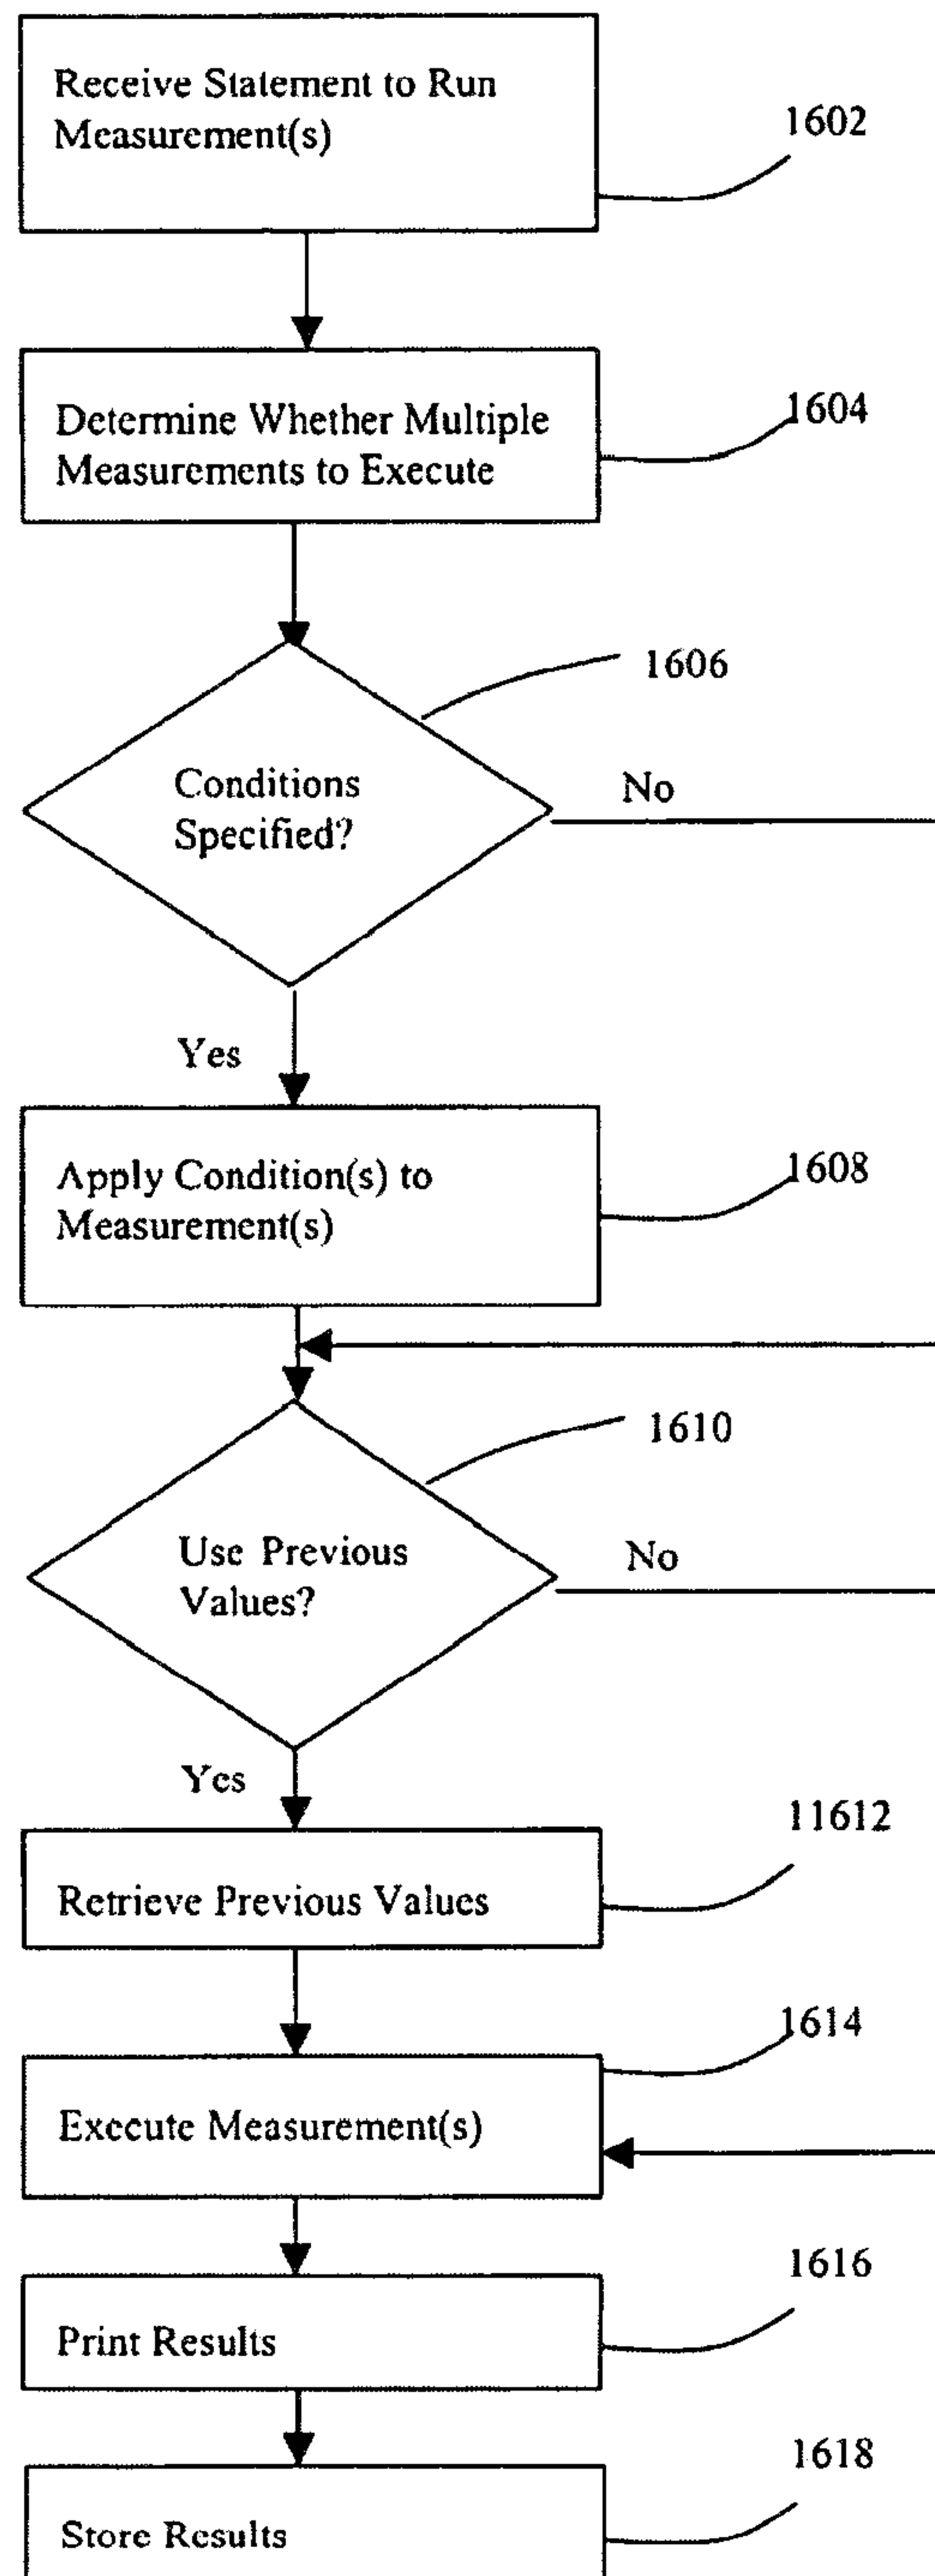 Receive Statement to Run
Measurement(s)
1602
Determine Whether Multiple
Measurements to Execute
1604
1606
Conditions
Specified?
No
Yes
Apply Condition(s) to
Measurement(s)
1608
1610
Use Previous
Values?
No
Yes
11612
Retrieve Previous Values
1614
Execute Measurement(s)
1616
Print Results
1618
Store Results